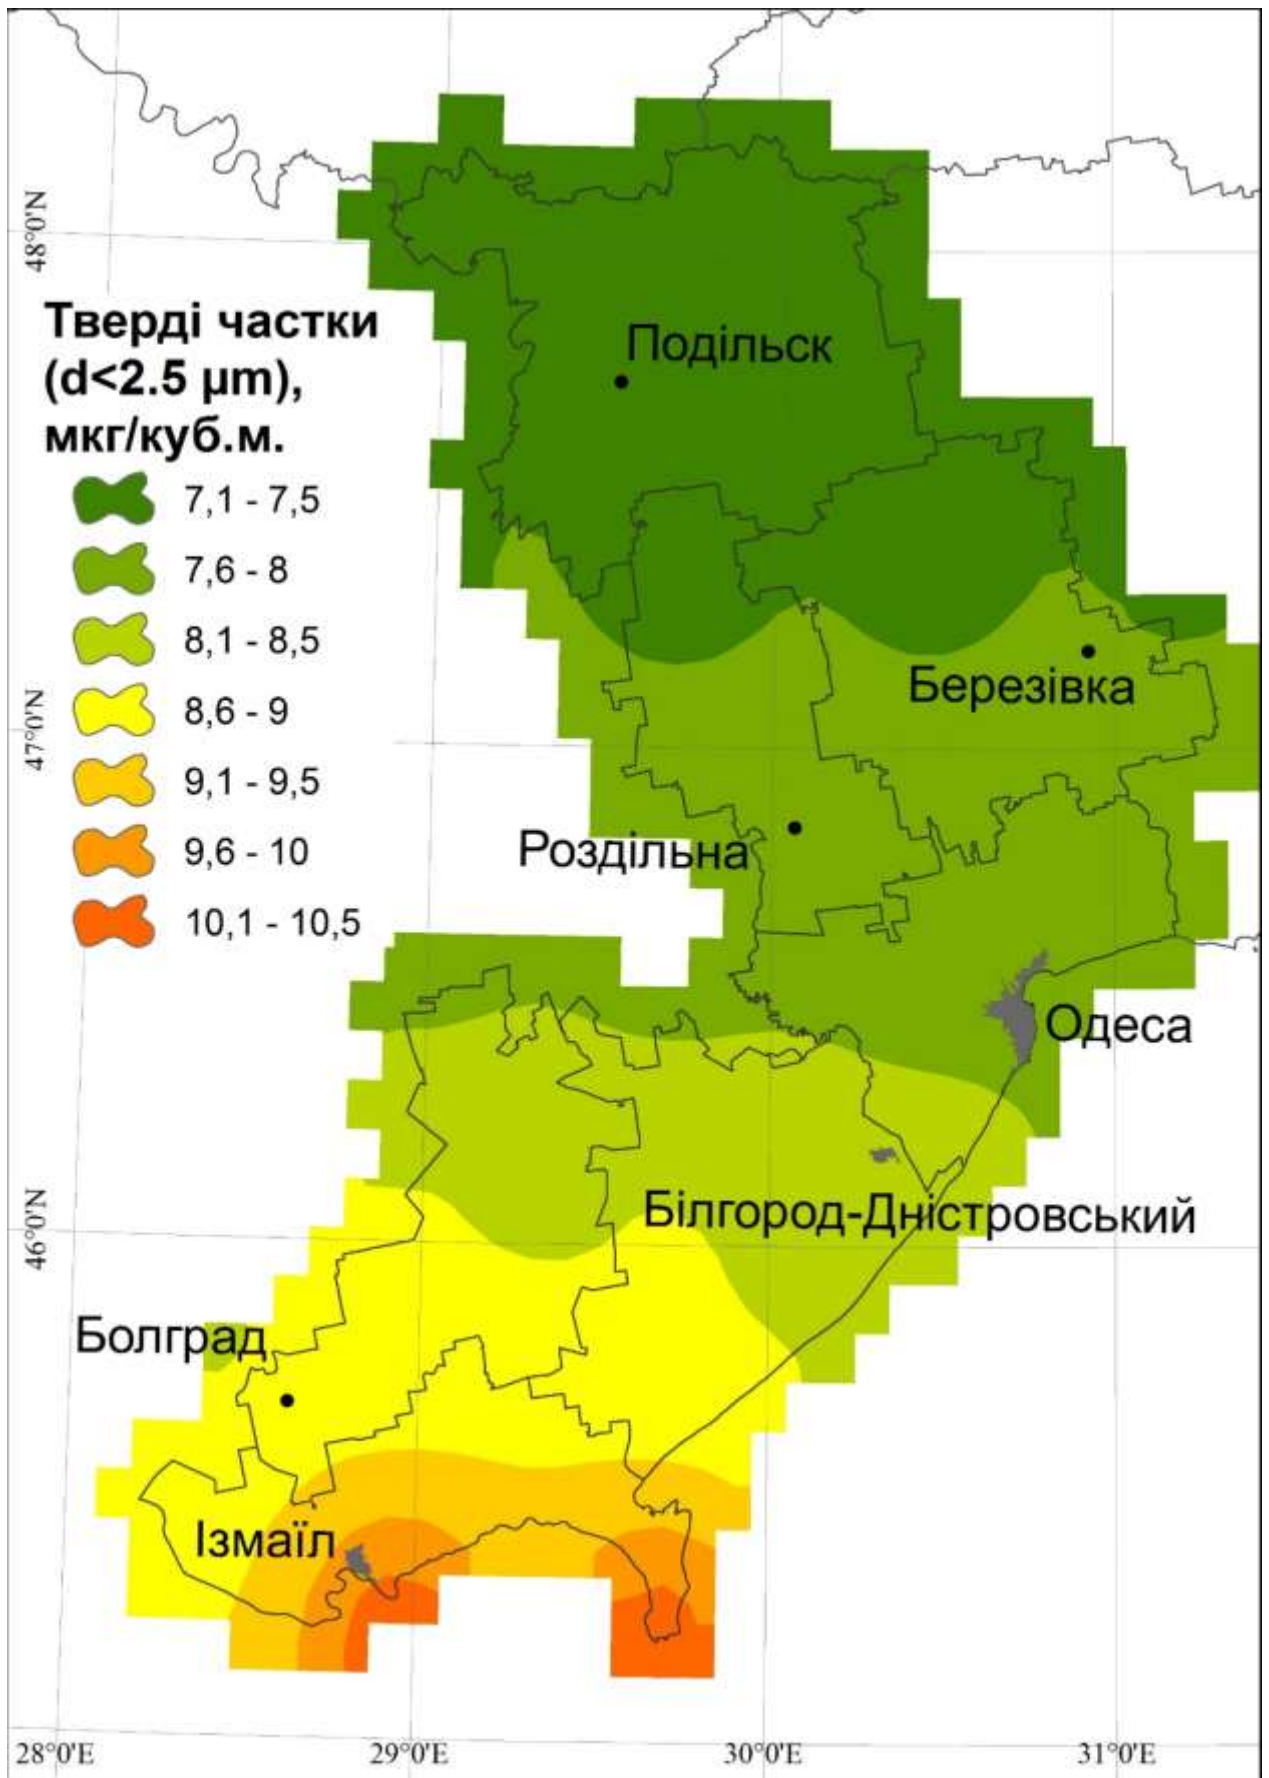 48°0'N
Тверді частки
(d<2.5 µm),
мкг/куб.м.
7,1 - 7,5
7,6 - 8
8,1 - 8,5
8,6 - 9
9,1 - 9,5
9,6 - 10
10,1 - 10,5
Подільск
Березівка
47°0'N
Роздільна
Одеса
Білгород-Дністровський
46°0'N
Болград
Ізмаїл
28°0'E
29°0'E
30°0'E
31°0'E